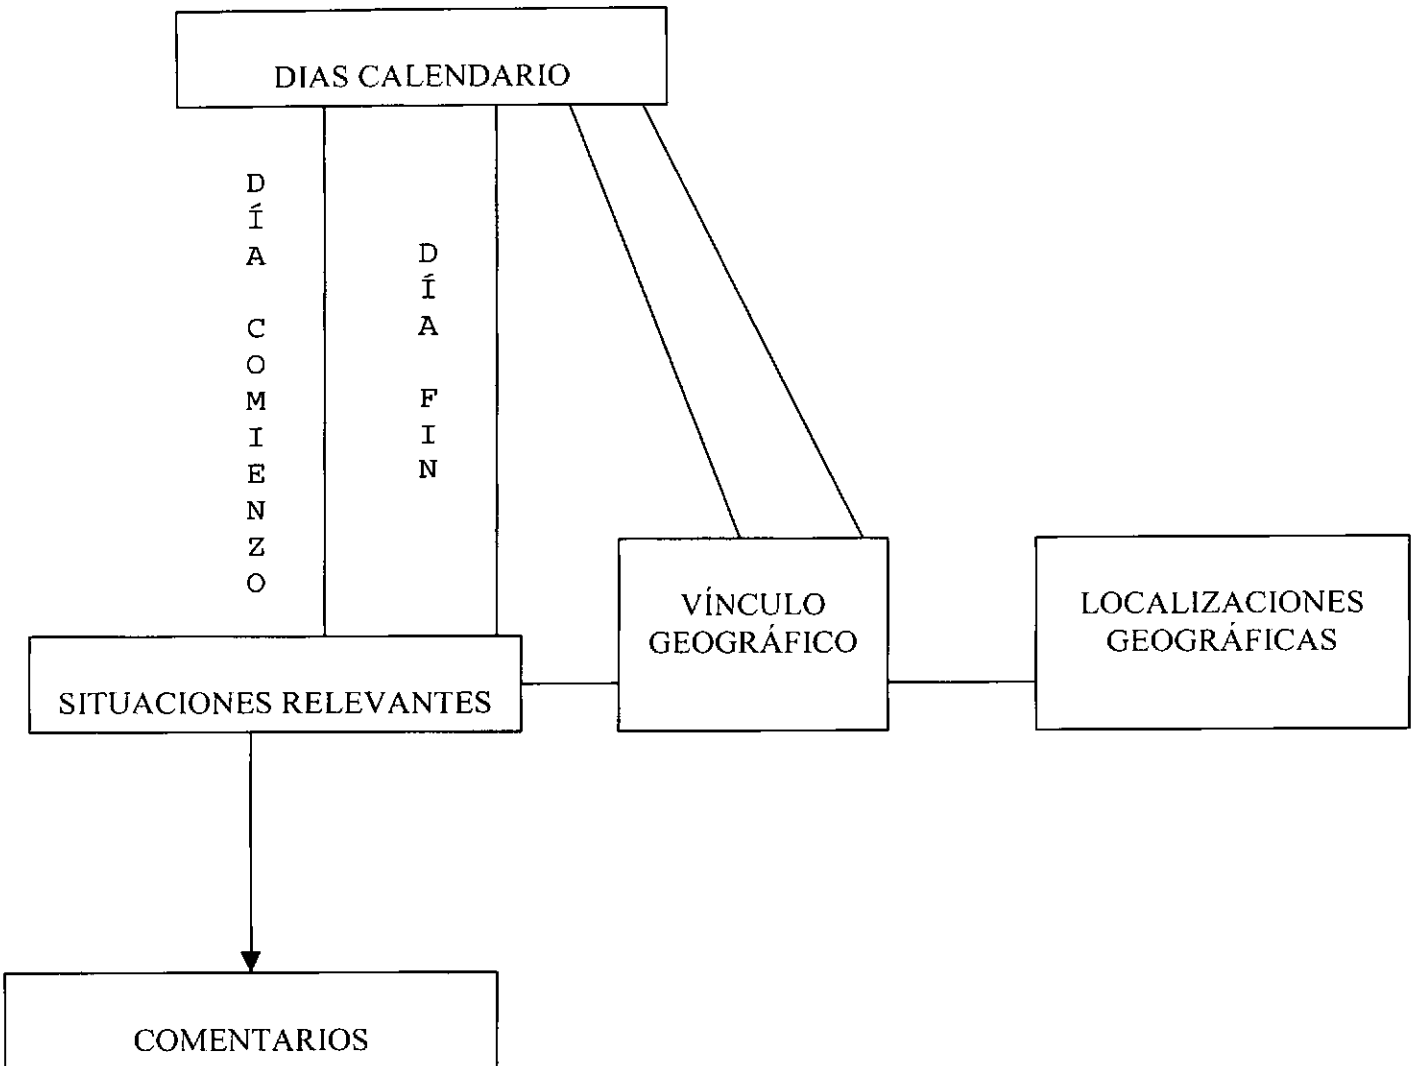 DIAS CALENDARIO
DÍA COMIENZO
DÍA FIN
VÍNCULO
GEOGRÁFICO
LOCALIZACIONES
GEOGRÁFICAS
SITUACIONES RELEVANTES
COMENTARIOS